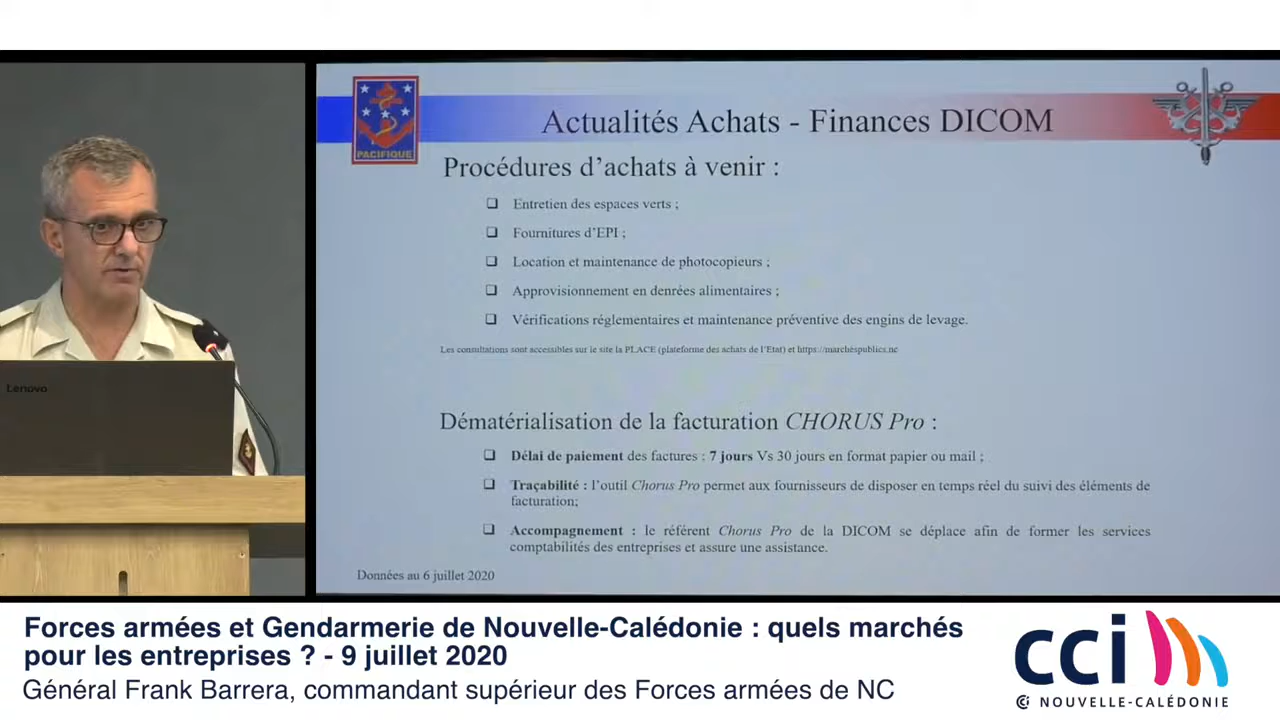 PACIFIQUE
Actualités Achats - Finances DICOM
Procédures d’achats à venir :
❑ Entretien des espaces verts ;
❑ Fournitures d’EPI ;
❑ Location et maintenance de photocopieurs ;
❑ Approvisionnement en denrées alimentaires ;
❑ Vérifications réglementaires et maintenance préventive des engins de levage.
Les consultations sont accessibles sur le site la PLACE (plateforme des achats de l’Etat) et https://marchespublics.nc
Dématérialisation de la facturation CHORUS Pro :
❑ Délai de paiement des factures : 7 jours Vs 30 jours en format papier ou mail ;
❑ Traçabilité : l’outil Chorus Pro permet aux fournisseurs de disposer en temps réel du suivi des éléments de
facturation;
❑ Accompagnement : le référent Chorus Pro de la DICOM se déplace afin de former les services
comptabilités des entreprises et assure une assistance.
Données au 6 juillet 2020
Lenovo
Forces armées et Gendarmerie de Nouvelle-Calédonie : quels marchés
pour les entreprises ? - 9 juillet 2020
Général Frank Barrera, commandant supérieur des Forces armées de NC
cci
NOUVELLE-CALÉDONIE